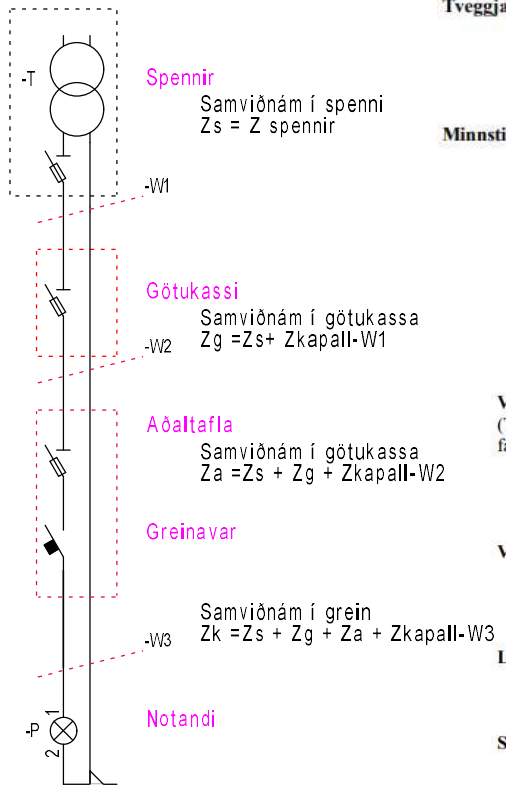 Tveggja
-T
Spennir
Samviðnám í spenni
Zs = Z spennir
Minnsti
-W1
Götukassi
Samviðnám í götukassa
Zg =Zs+ Zkapall-W1
-W2
Aðaltafla
Samviðnám í götukassa
Za =Zs + Zg + Zkapall-W2
V
(
fa
Greinavar
V
Samviðnám í grein
Zk =Zs + Zg + Za + Zkapall-W3
-W3
L
Notandi
-P
1
2
S